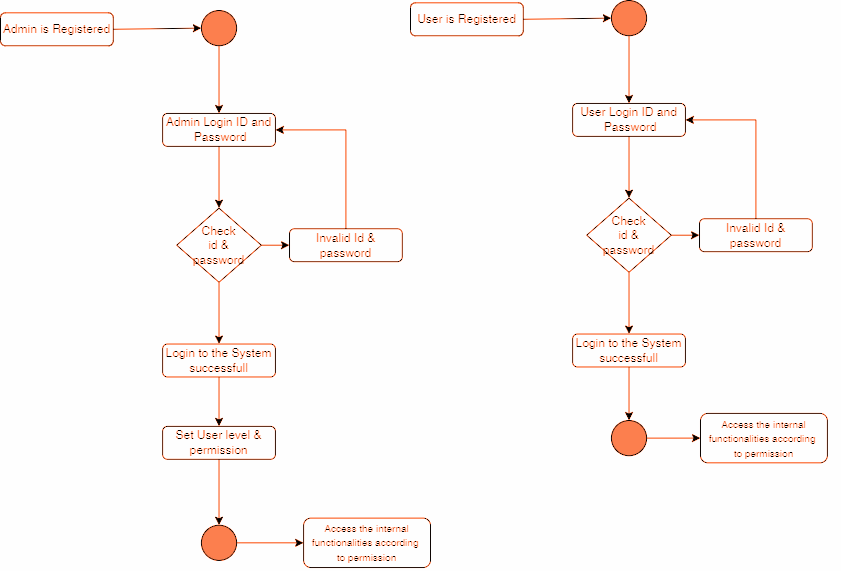 Admin is Registered
Admin Login ID and
Password
Check
id &
password
Invalid Id &
password
Login to the System
successfull
Set User level &
permission
Access the internal
functionalities according
to permission
User is Registered
User Login ID and
Password
Check
id &
password
Invalid Id &
password
Login to the System
successfull
Access the internal
functionalities according
to permission